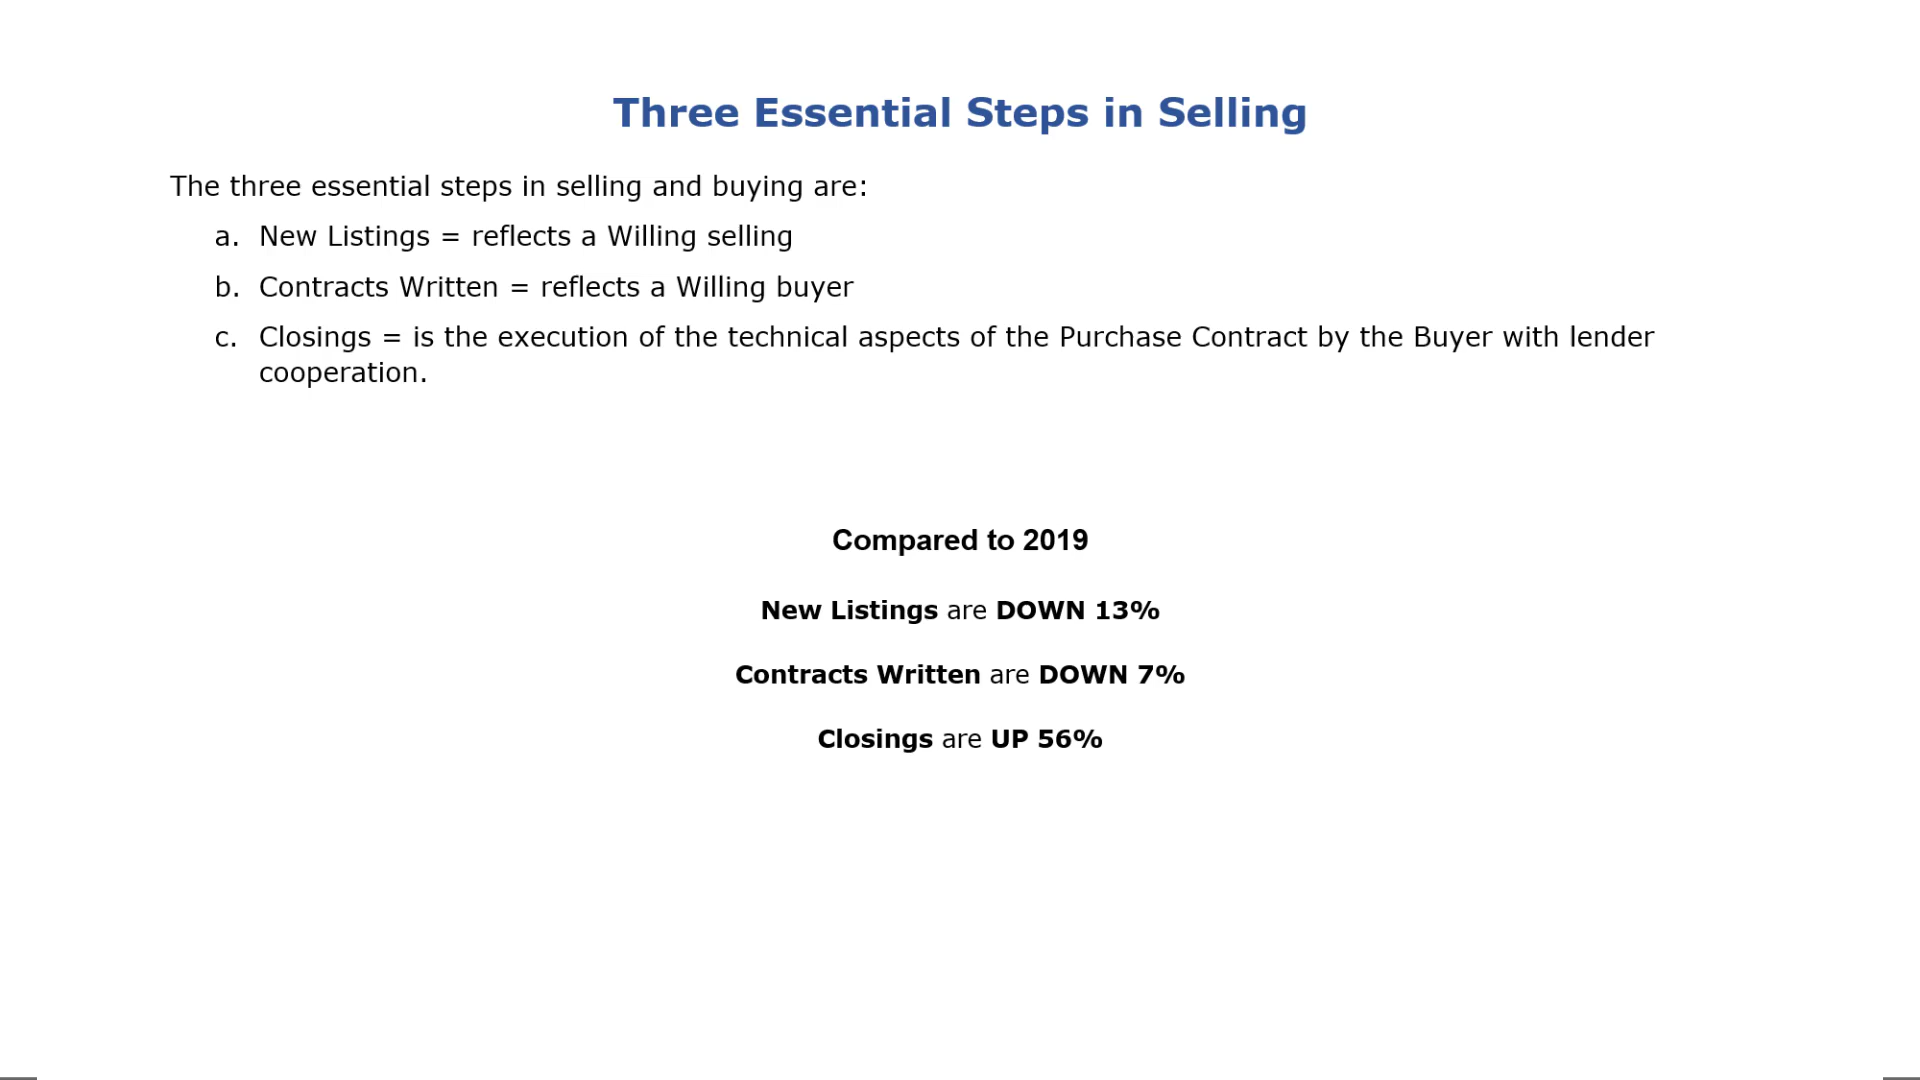 Three Essential Steps in Selling
The three essential steps in selling and buying are:
a. New Listings = reflects a Willing selling
b. Contracts Written = reflects a Willing buyer
c. Closings = is the execution of the technical aspects of the Purchase Contract by the Buyer with lender
cooperation.
Compared to 2019
New Listings are DOWN 13%
Contracts Written are DOWN 7%
Closings are UP 56%